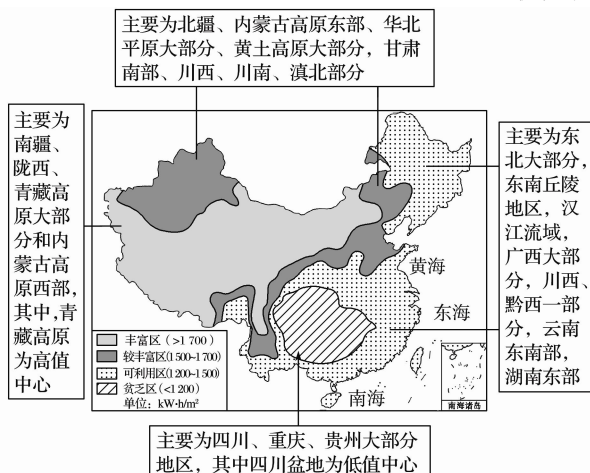 主要为北疆、内蒙古高原东部、华北
平原大部分、黄土高原大部分，甘肃
南部、川西、川南、滇北部分
主要为
南疆、
陇西、
青藏高
原大部
分和内
蒙古高
原西部，
其中,青
藏高原
为高值
中心
主要为东
北大部分，
东南丘陵
地区，汉
江流域，
广西大部
分，川西、
黔西一部
分，云南
东南部，
湖南东部
黄海
东海
南海
丰富区（>1 700）
较丰富区(1 500~1 700)
可利用区(1 200~1 500)
贫乏区(<1 200)
单位：kW·h/m²
南海诸岛
主要为四川、重庆、贵州大部分
地区，其中四川盆地为低值中心